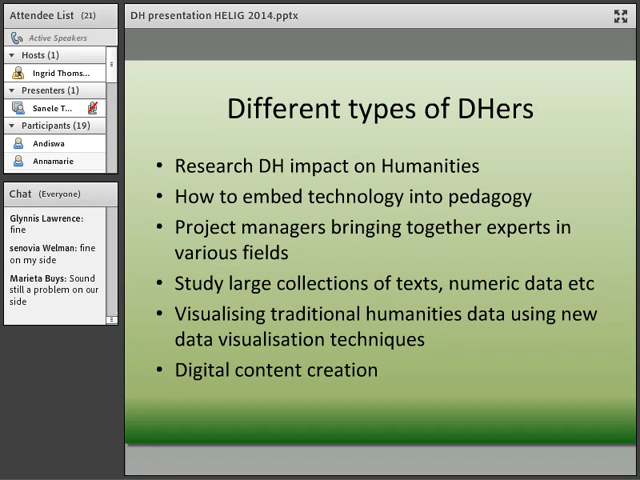 Attendee List (21)
Active Speakers
Hosts (1)
Ingrid Thoms...
Presenters (1)
Sanele T...
Participants (19)
Andiswa
Annamarie
Chat (Everyone)
Glynnis Lawrence:
fine
senovia Welman: fine
on my side
Marieta Buys: Sound
still a problem on our
side
DH presentation HELIG 2014.pptx
Different types of DHers
• Research DH impact on Humanities
• How to embed technology into pedagogy
• Project managers bringing together experts in
various fields
• Study large collections of texts, numeric data etc
• Visualising traditional humanities data using new
data visualisation techniques
• Digital content creation